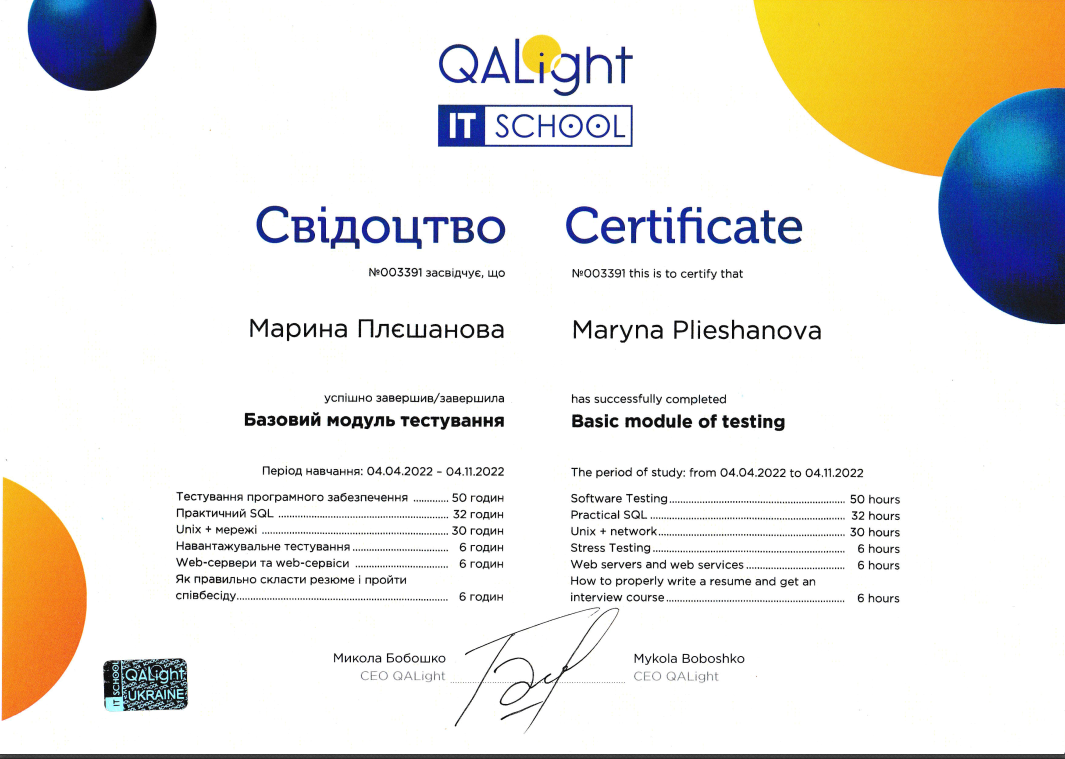 QALight
IT SCHOOL
Свідоцтво
№003391 засвідчує, що
Марина Плєшанова
успішно завершив/завершила
Базовий модуль тестування
Період навчання: 04.04.2022 – 04.11.2022
Тестування програмного забезпечення ........... 50 годин
Практичний SQL ........... 32 годин
Unix + мережі ........... 30 годин
Навантажувальне тестування ........... 6 годин
Web-сервери та web-сервіси ........... 6 годин
Як правильно скласти резюме і пройти
співбесіду ........... 6 годин
Микола Бобошко
CEO QALight
Certificate
№003391 this is to certify that
Maryna Plieshanova
has successfully completed
Basic module of testing
The period of study: from 04.04.2022 to 04.11.2022
Software Testing ........... 50 hours
Practical SQL ........... 32 hours
Unix + network ........... 30 hours
Stress Testing ........... 6 hours
Web servers and web services ........... 6 hours
How to properly write a resume and get an
interview course ........... 6 hours
Mykola Boboshko
CEO QALight
IT SCHOOL
QALight
UKRAINE